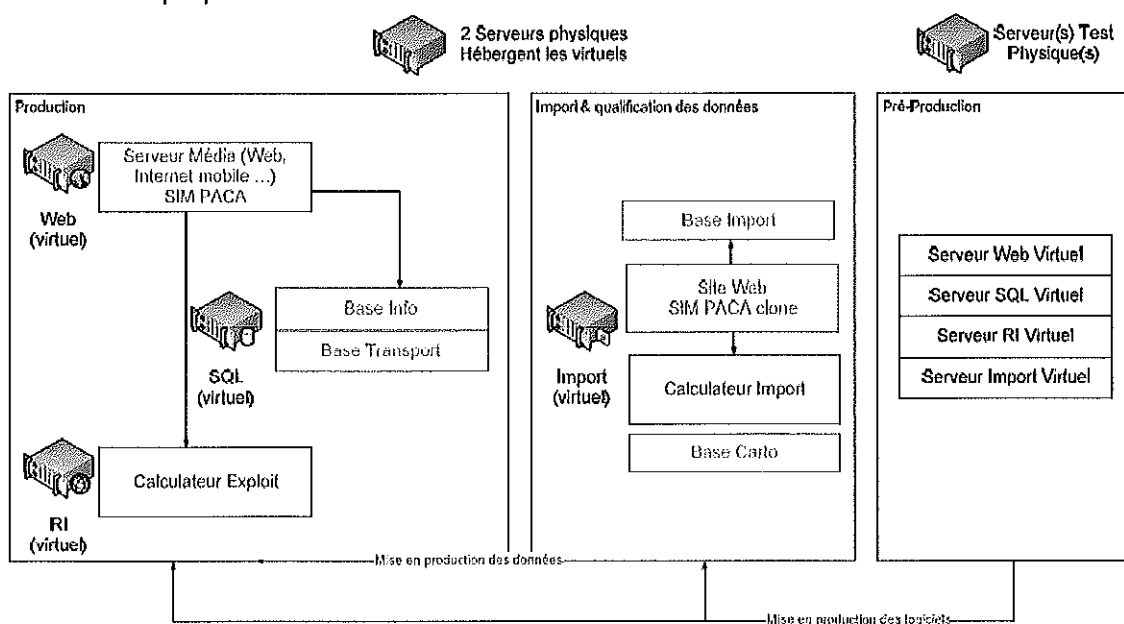 2 Serveurs physiques
Hébergent les virtuels
Serveur(s) Test
Physique(s)
Production
Serveur Média (Web,
Internet mobile ...)
SIM PACA
Web
(virtuel)
Base Info
Base Transport
SQL
(virtuel)
Calculateur Exploit
RI
(virtuel)
Import & qualification des données
Base Import
Site Web
SIM PACA clone
Import
(virtuel)
Calculateur Import
Base Carto
Pré-Production
Serveur Web Virtuel
Serveur SQL Virtuel
Serveur RI Virtuel
Serveur Import Virtuel
Mise en production des données
Mise en production des logiciels